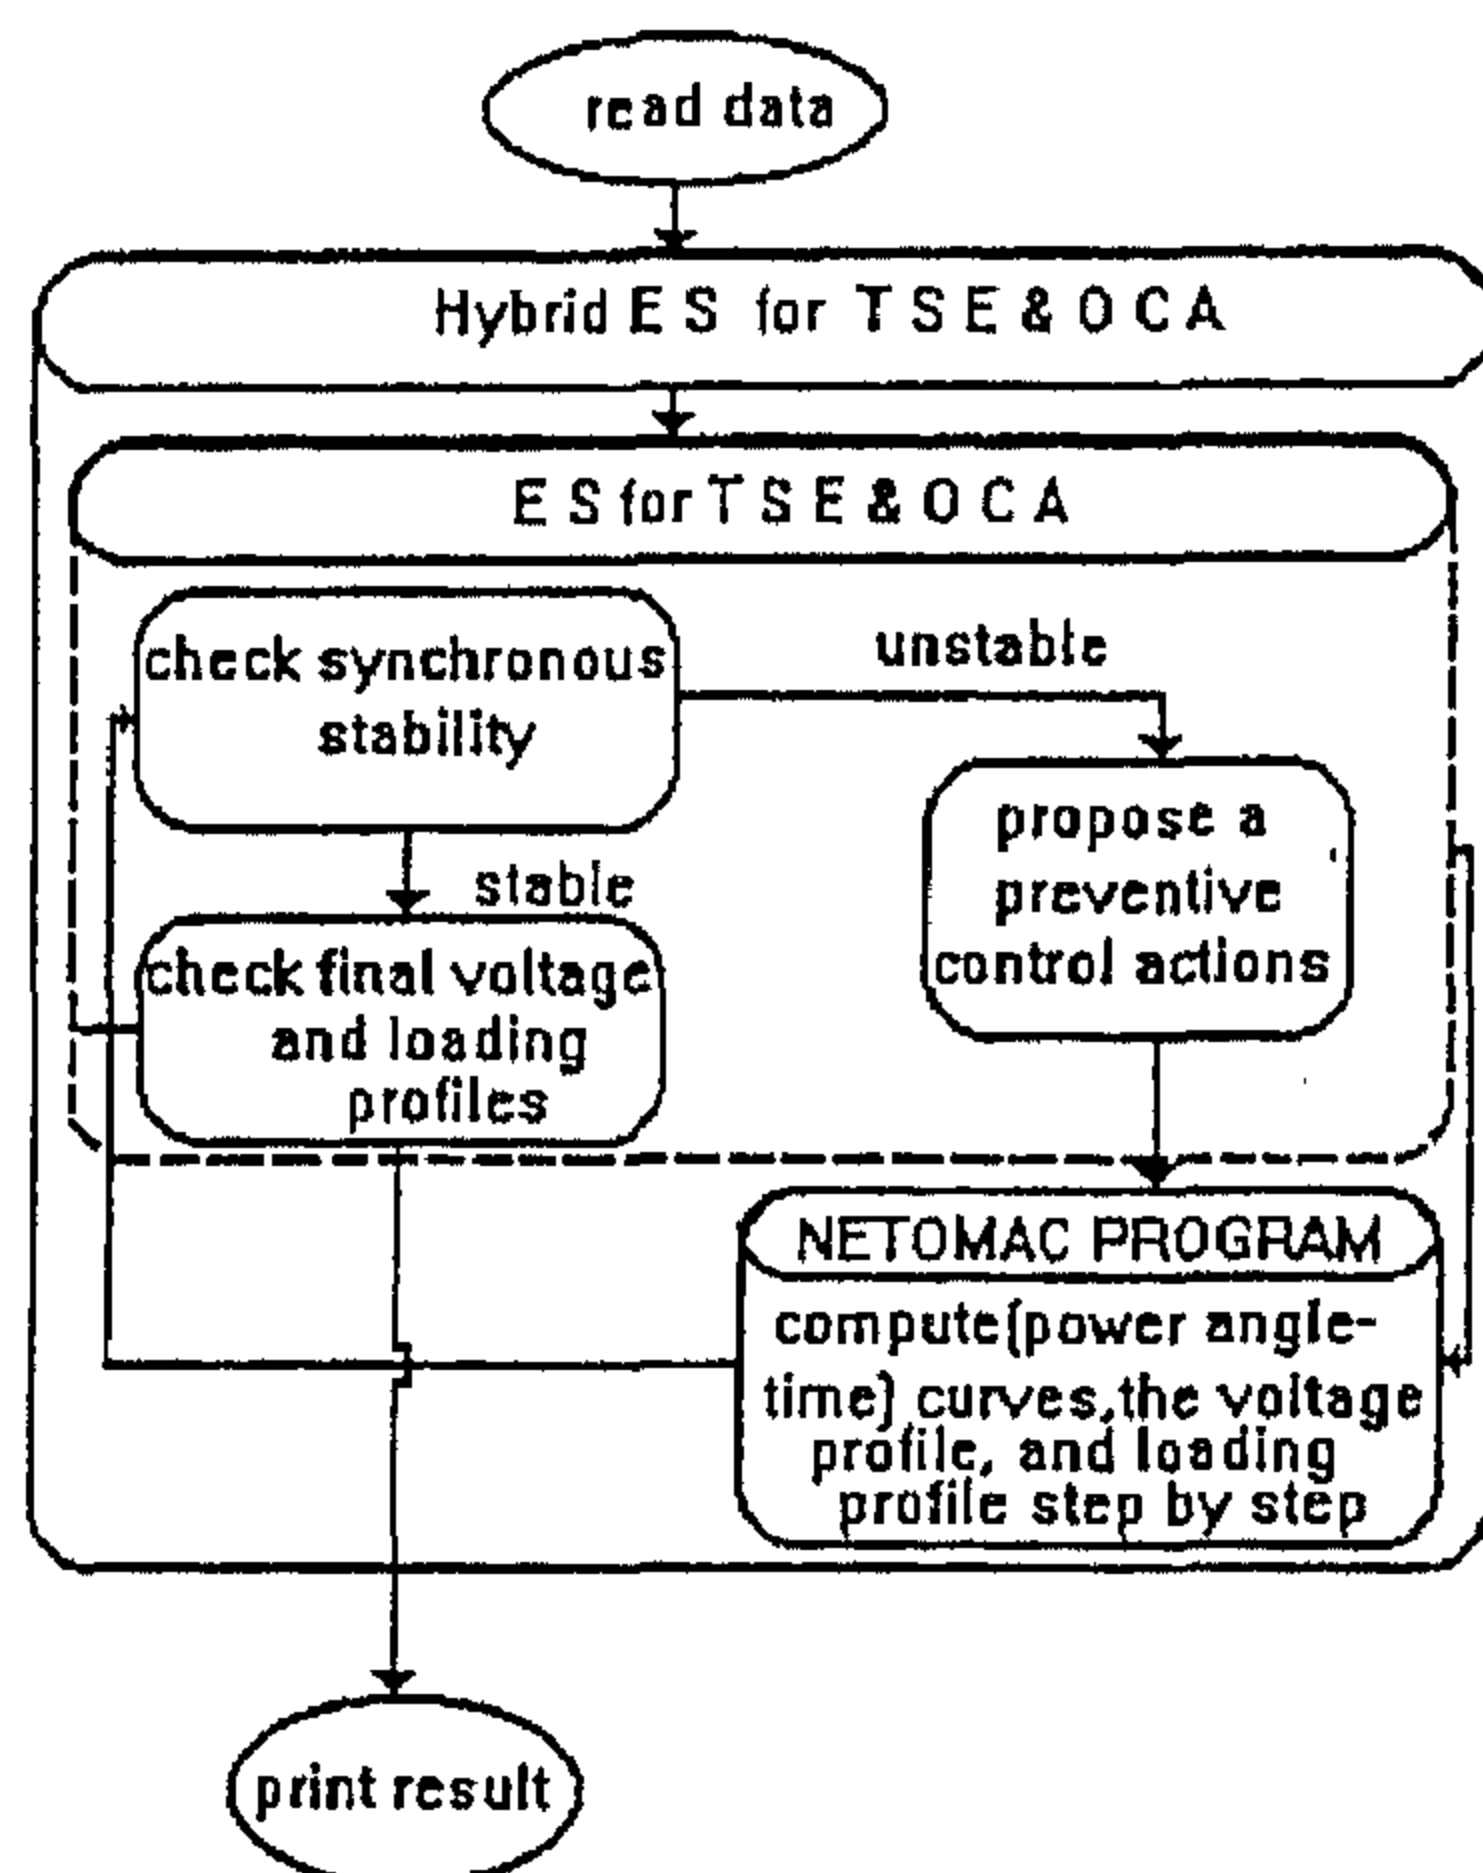 read data
Hybrid E S for T S E & O C A
E S for T S E & O C A
check synchronous
stability
unstable
propose a
preventive
control actions
stable
check final voltage
and loading
profiles
NETOMAC PROGRAM
compute(power angle-
time) curves,the voltage
profile, and loading
profile step by step
print result